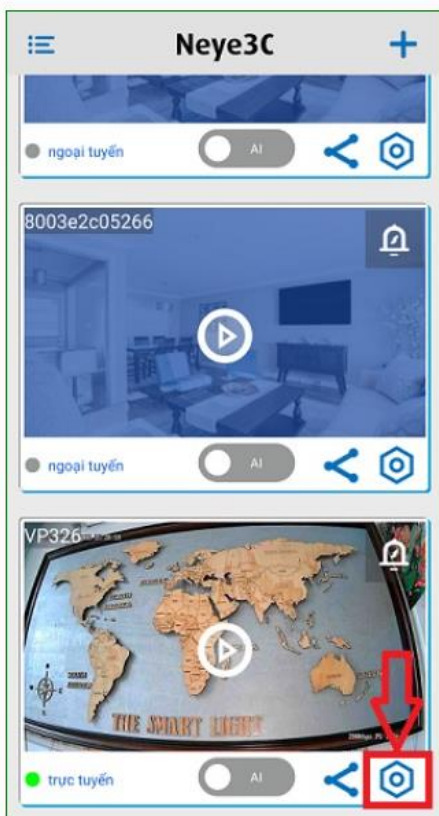 Neye3C
ngoại tuyến
AI
8003e2c05266
ngoại tuyến
AI
VP326
THE SMART LIGHT
trực tuyến
AI